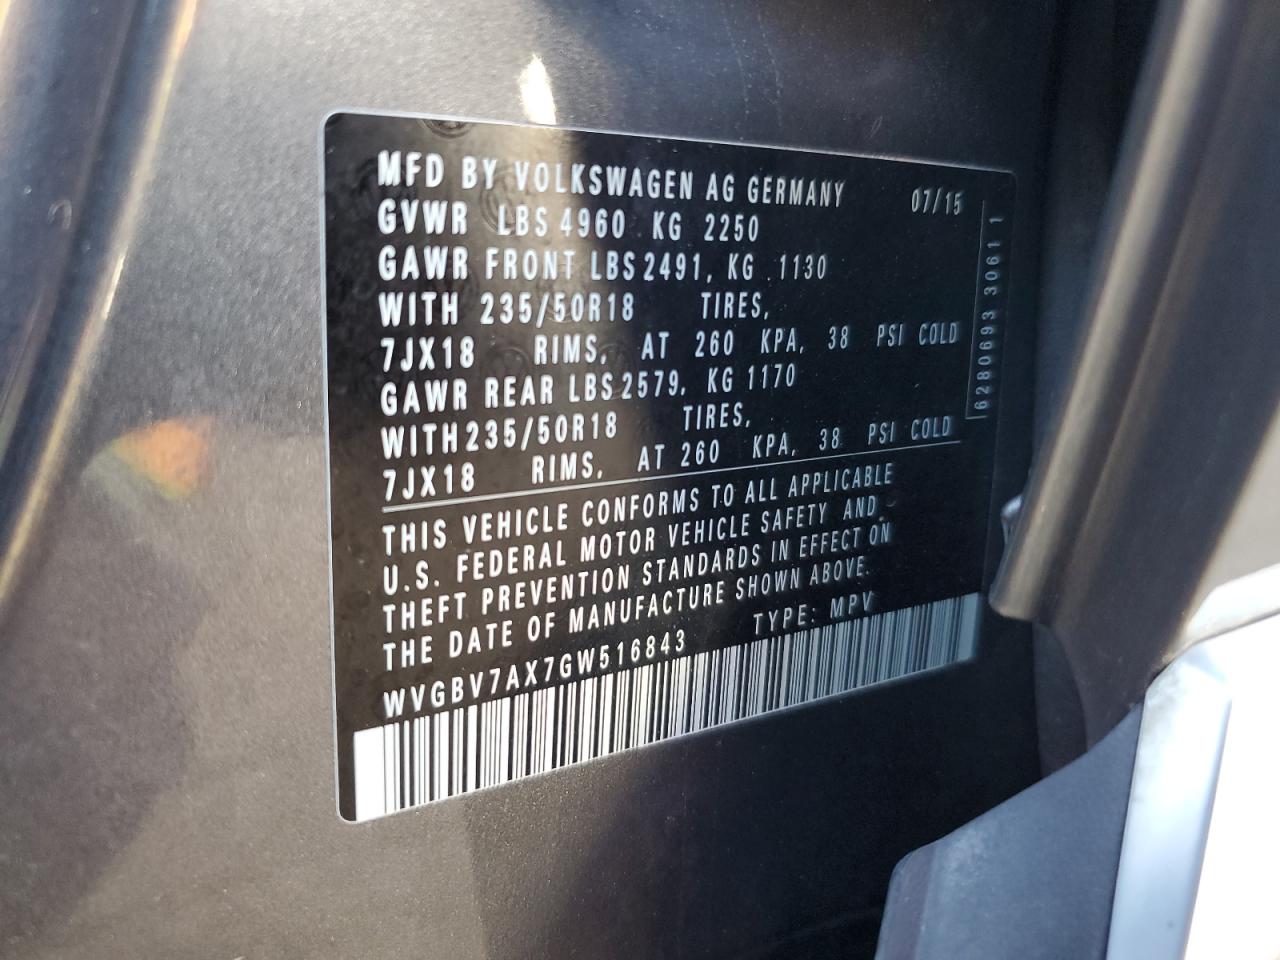 MFD BY VOLKSWAGEN AG GERMANY 07/15
GVWR LBS 4960 KG 2250
GAWR FRONT LBS 2491, KG 1130
WITH 235/50R18 TIRES,
7JX18 RIMS, AT 260 KPA, 38 PSI COLD
GAWR REAR LBS 2579, KG 1170
WITH 235/50R18 TIRES,
7JX18 RIMS, AT 260 KPA, 38 PSI COLD
THIS VEHICLE CONFORMS TO ALL APPLICABLE
U.S. FEDERAL MOTOR VEHICLE SAFETY AND
THEFT PREVENTION STANDARDS IN EFFECT ON
THE DATE OF MANUFACTURE SHOWN ABOVE.
WVGBV7AX7GW516843 TYPE: MPV
6280693 3061 1